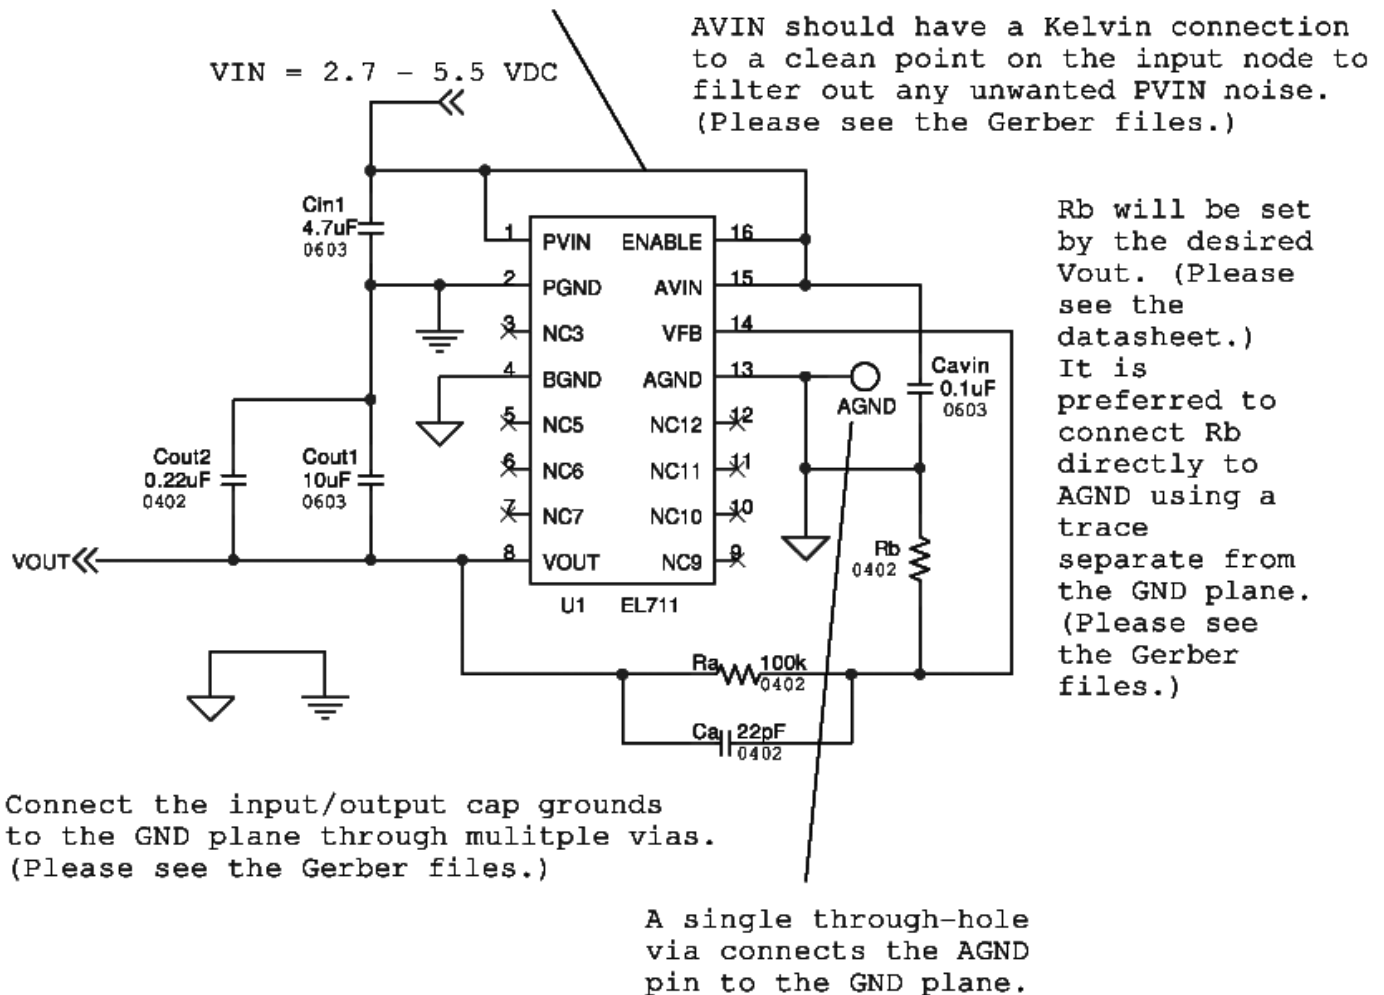 AVIN should have a Kelvin connection
to a clean point on the input node to
filter out any unwanted PVIN noise.
(Please see the Gerber files.)
VIN = 2.7 - 5.5 VDC
Cin1
4.7uF
0603
1 PVIN ENABLE 16
2 PGND AVIN 15
3 NC3 VFB 14
4 BGND AGND 13
5 NC5 NC12 12
6 NC6 NC11 11
7 NC7 NC10 10
8 VOUT NC9 9
U1 EL711
AGND
Cavin
0.1uF
0603
Cout2
0.22uF
0402
Cout1
10uF
0603
VOUT
Rb
0402
Ra 100k
0402
Ca 22pF
0402
Rb will be set
by the desired
Vout. (Please
see the
datasheet.)
It is
preferred to
connect Rb
directly to
AGND using a
trace
separate from
the GND plane.
(Please see
the Gerber
files.)
Connect the input/output cap grounds
to the GND plane through mulitple vias.
(Please see the Gerber files.)
A single through-hole
via connects the AGND
pin to the GND plane.